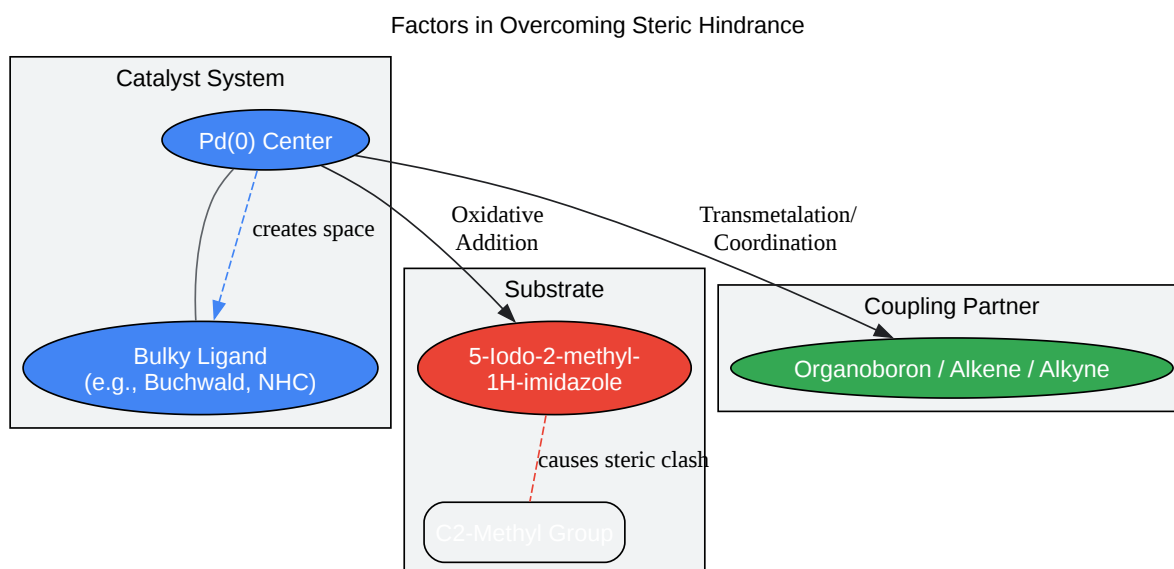 Factors in Overcoming Steric Hindrance
Catalyst System
Pd(0) Center
creates space
Bulky Ligand
(e.g., Buchwald, NHC)
Oxidative
Addition
Transmetalation/
Coordination
Substrate
5-Iodo-2-methyl-
1H-imidazole
causes steric clash
C2-Methyl Group
Coupling Partner
Organoboron / Alkene / Alkyne